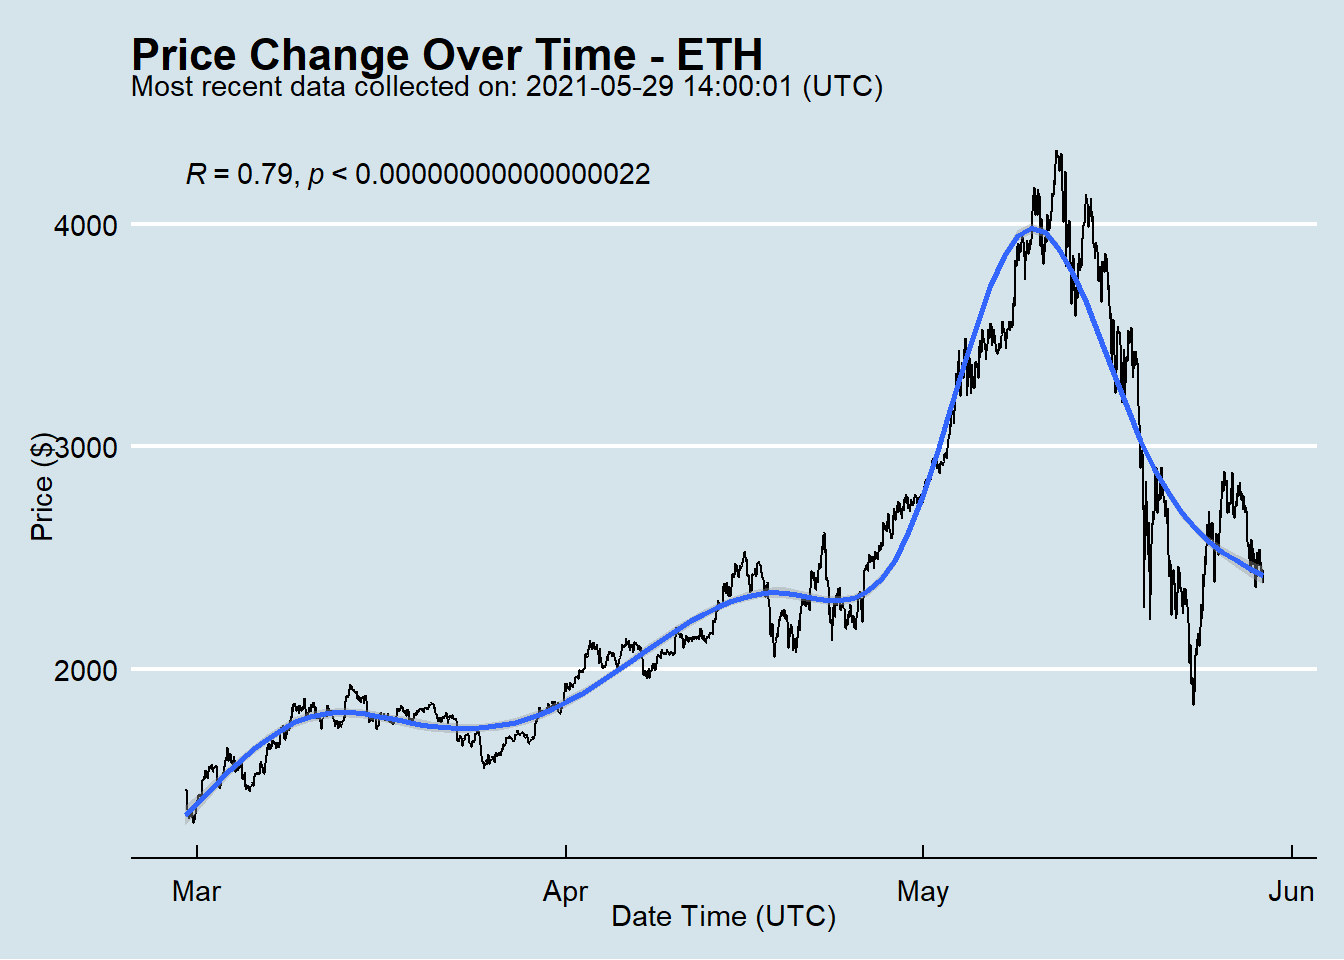 Price Change Over Time - ETH
Most recent data collected on: 2021-05-29 14:00:01 (UTC)
R = 0.79, p < 0.00000000000000022
4000
3000
2000
Price ($)
Mar
Apr
May
Jun
Date Time (UTC)